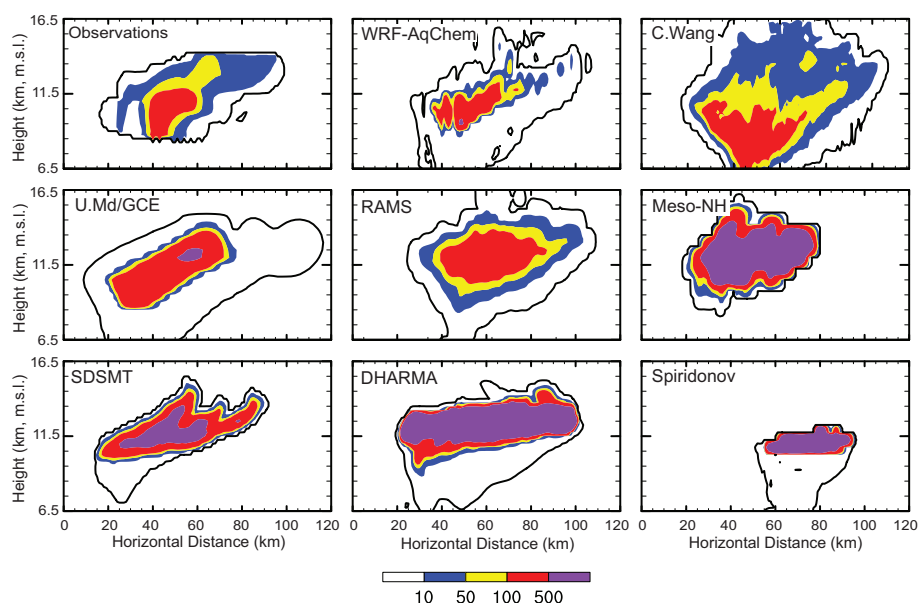 Observations
WRF-AqChem
C.Wang
16.5
11.5
6.5
Height (km, m.s.l.)
U.Md/GCE
RAMS
Meso-NH
16.5
11.5
6.5
Height (km, m.s.l.)
SDSMT
DHARMA
Spiridonov
16.5
11.5
6.5
Height (km, m.s.l.)
0 20 40 60 80 100 120
0 20 40 60 80 100 120
0 20 40 60 80 100 120
Horizontal Distance (km)
Horizontal Distance (km)
Horizontal Distance (km)
10 50 100 500